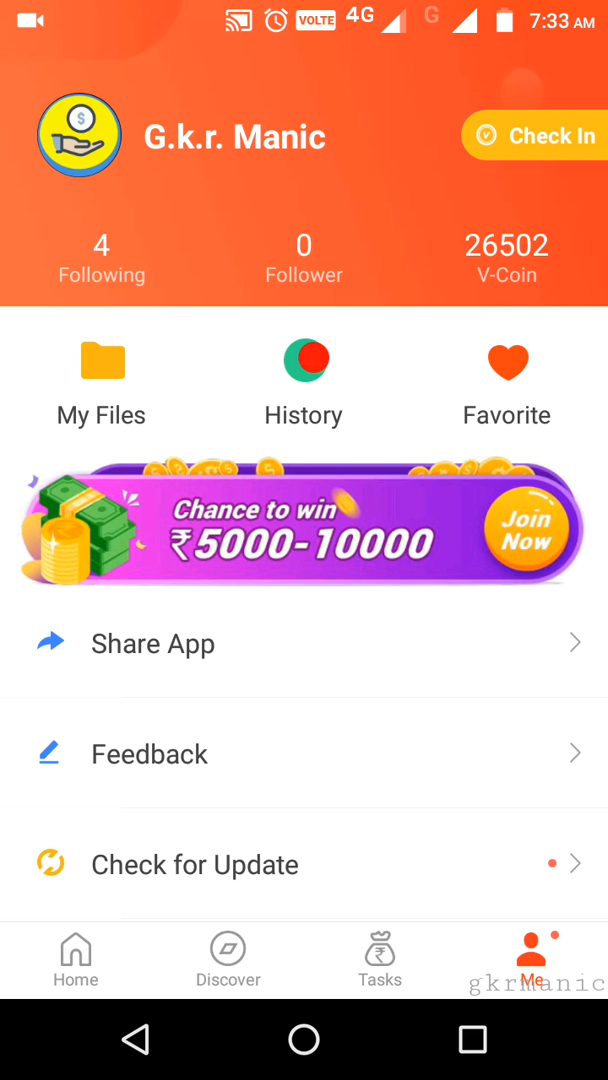 VOLTE 4G G 7:33 AM
G.k.r. Manic
Check In
4 0 26502
Following Follower V-Coin
My Files History Favorite
Chance to win
₹5000-10000
Join
Now
Share App
Feedback
Check for Update
Home Discover Tasks Me
gkrmanic